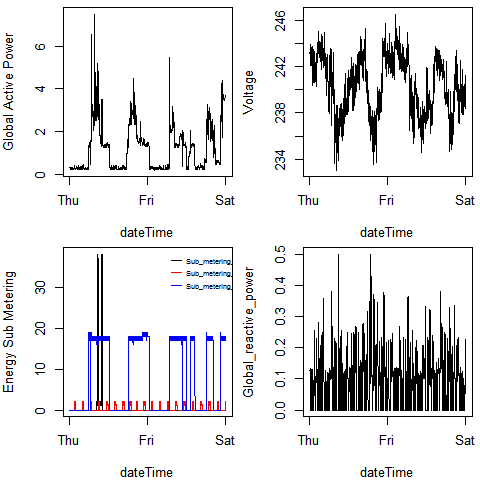 Global Active Power
6
4
2
0
Thu
Fri
Sat
dateTime
Voltage
246
242
238
234
Thu
Fri
Sat
dateTime
Energy Sub Metering
30
20
10
0
Sub_metering_
Sub_metering_
Sub_metering_
Thu
Fri
Sat
dateTime
Global_reactive_power
0.5
0.4
0.3
0.2
0.1
0.0
Thu
Fri
Sat
dateTime